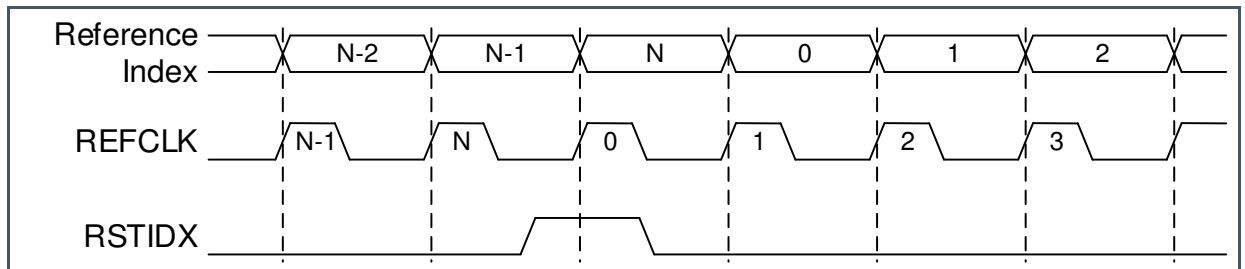 Reference
Index
N-2 N-1 N 0 1 2
REFCLK N-1 N 0 1 2 3
RSTIDX